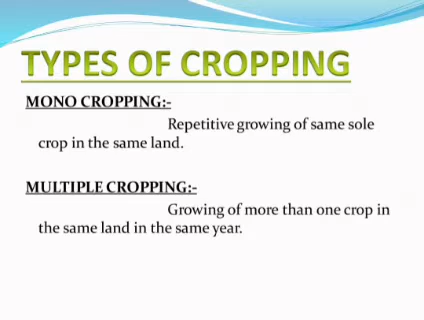 TYPES OF CROPPING
MONO CROPPING:-
Repetitive growing of same sole
crop in the same land.
MULTIPLE CROPPING:-
Growing of more than one crop in
the same land in the same year.